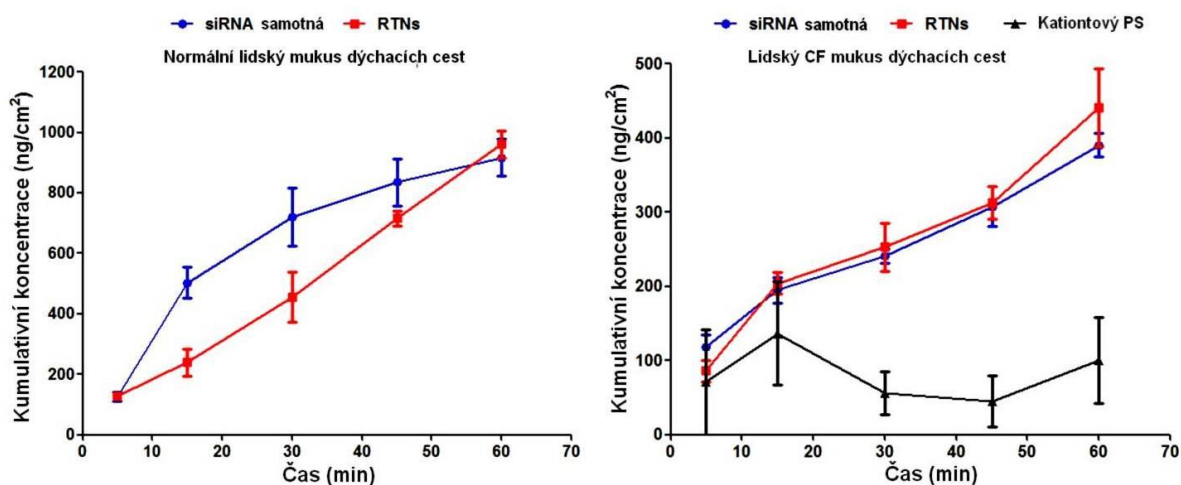 siRNA samotná RTNs
Normální lidský mukus dýchacích cest
Kumulativní koncentrace (ng/cm²)
1200
1000
800
600
400
200
0
0 10 20 30 40 50 60 70
Čas (min)
siRNA samotná RTNs Kationtový PS
Lidský CF mukus dýchacích cest
Kumulativní koncentrace (ng/cm²)
500
400
300
200
100
0
0 10 20 30 40 50 60 70
Čas (min)